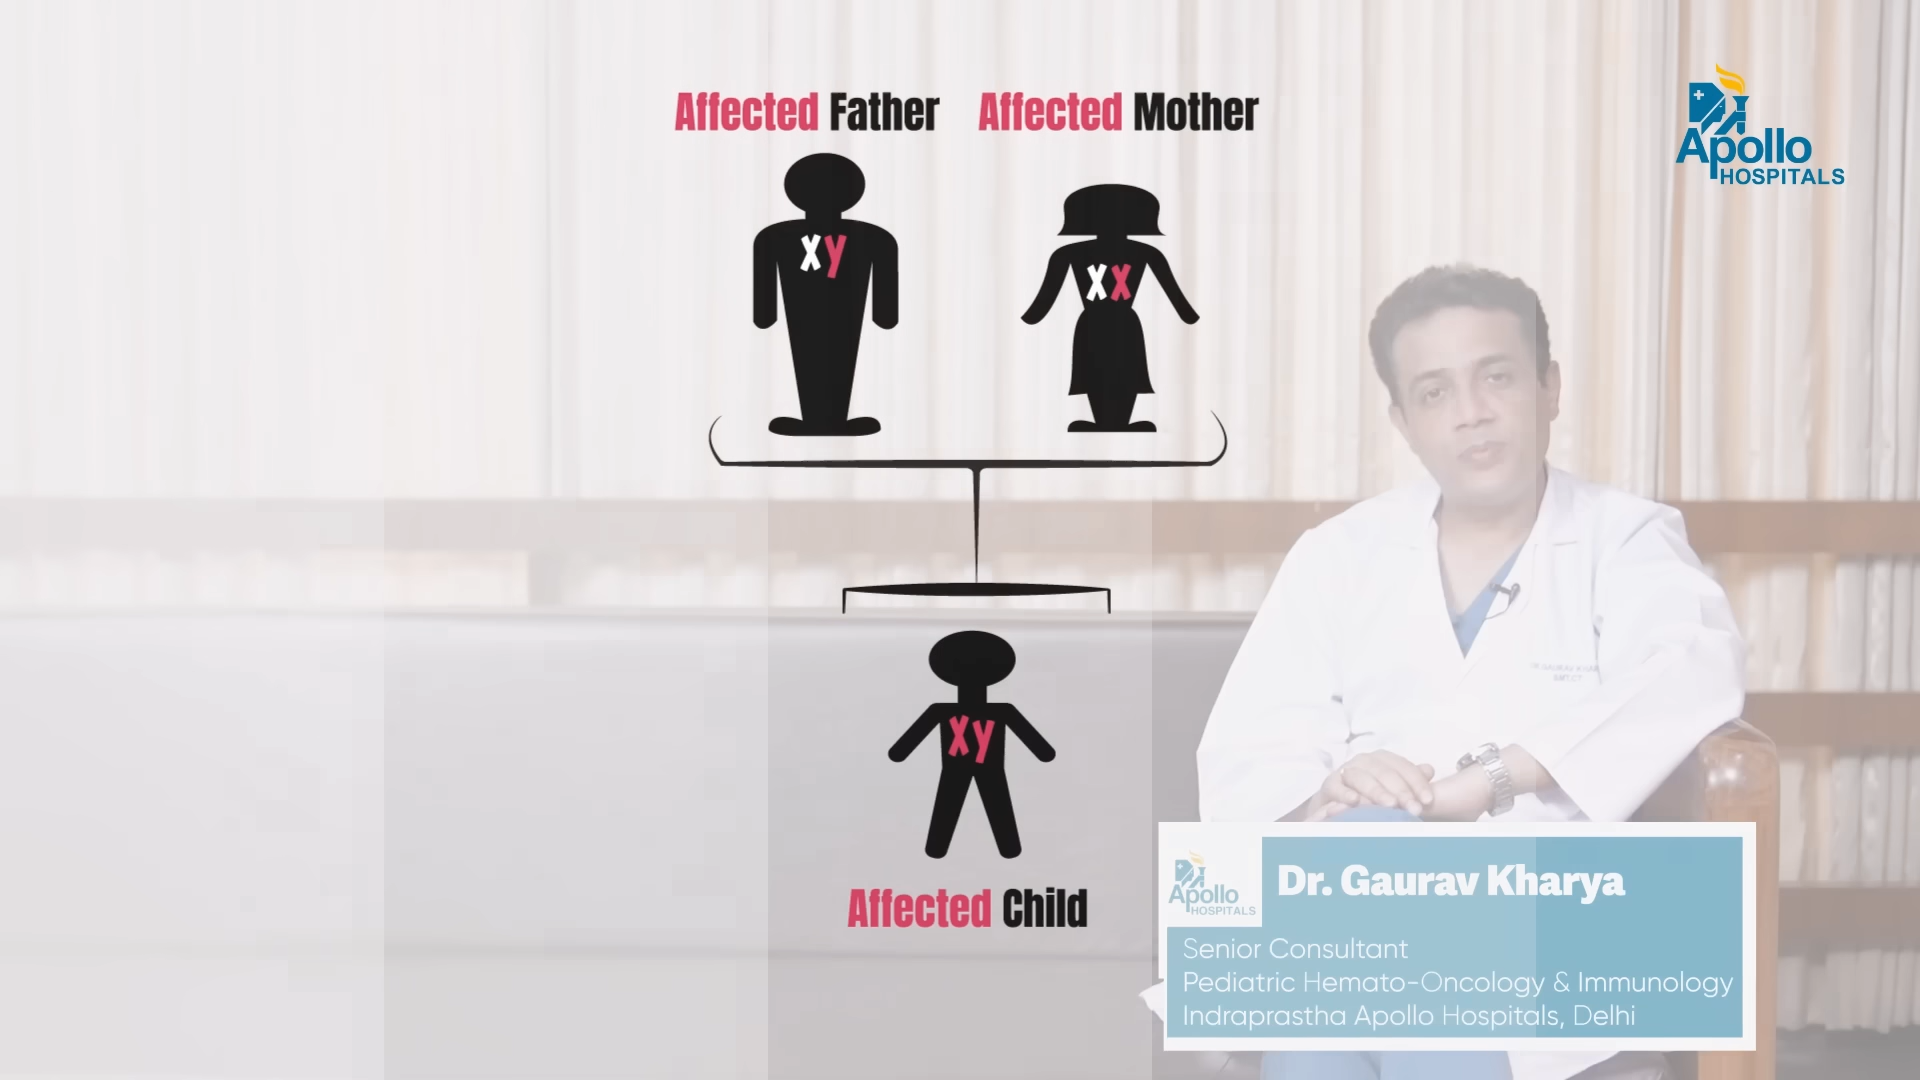 Affected Father Affected Mother
Apollo
HOSPITALS
xy
xx
xy
Affected Child
Apollo
HOSPITALS
Dr. Gaurav Kharya
Senior Consultant
Pediatric Hemato-Oncology & Immunology
Indraprastha Apollo Hospitals, Delhi